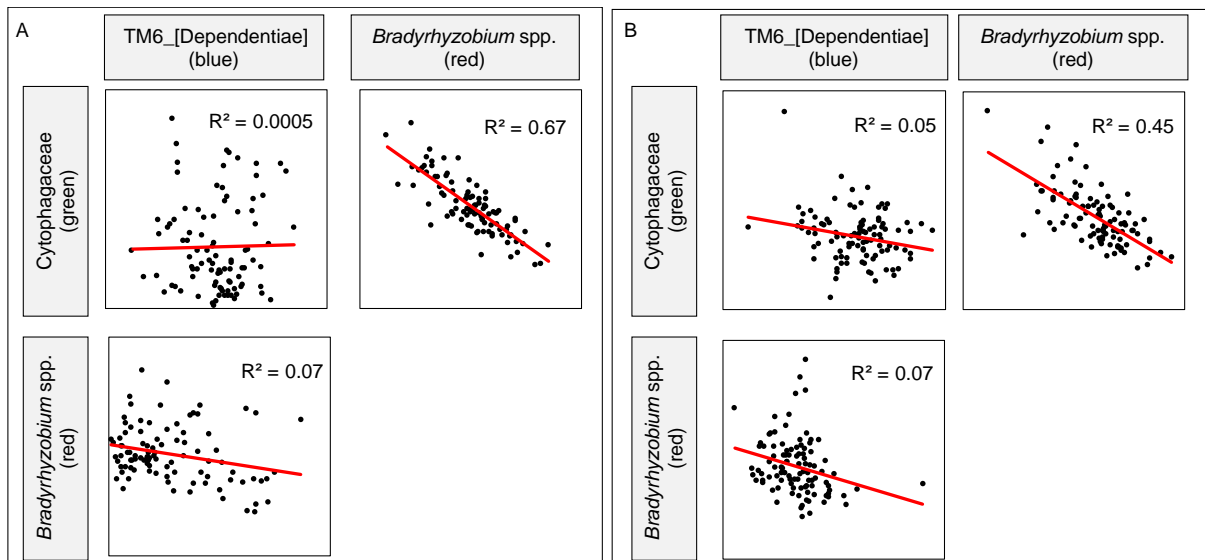 A
TM6_[Dependentiae]
(blue)
Bradyrhyzobium spp.
(red)
Cytophagaceae
(green)
R² = 0.0005
R² = 0.67
Bradyrhyzobium spp.
(red)
R² = 0.07
B
TM6_[Dependentiae]
(blue)
Bradyrhyzobium spp.
(red)
Cytophagaceae
(green)
R² = 0.05
R² = 0.45
Bradyrhyzobium spp.
(red)
R² = 0.07